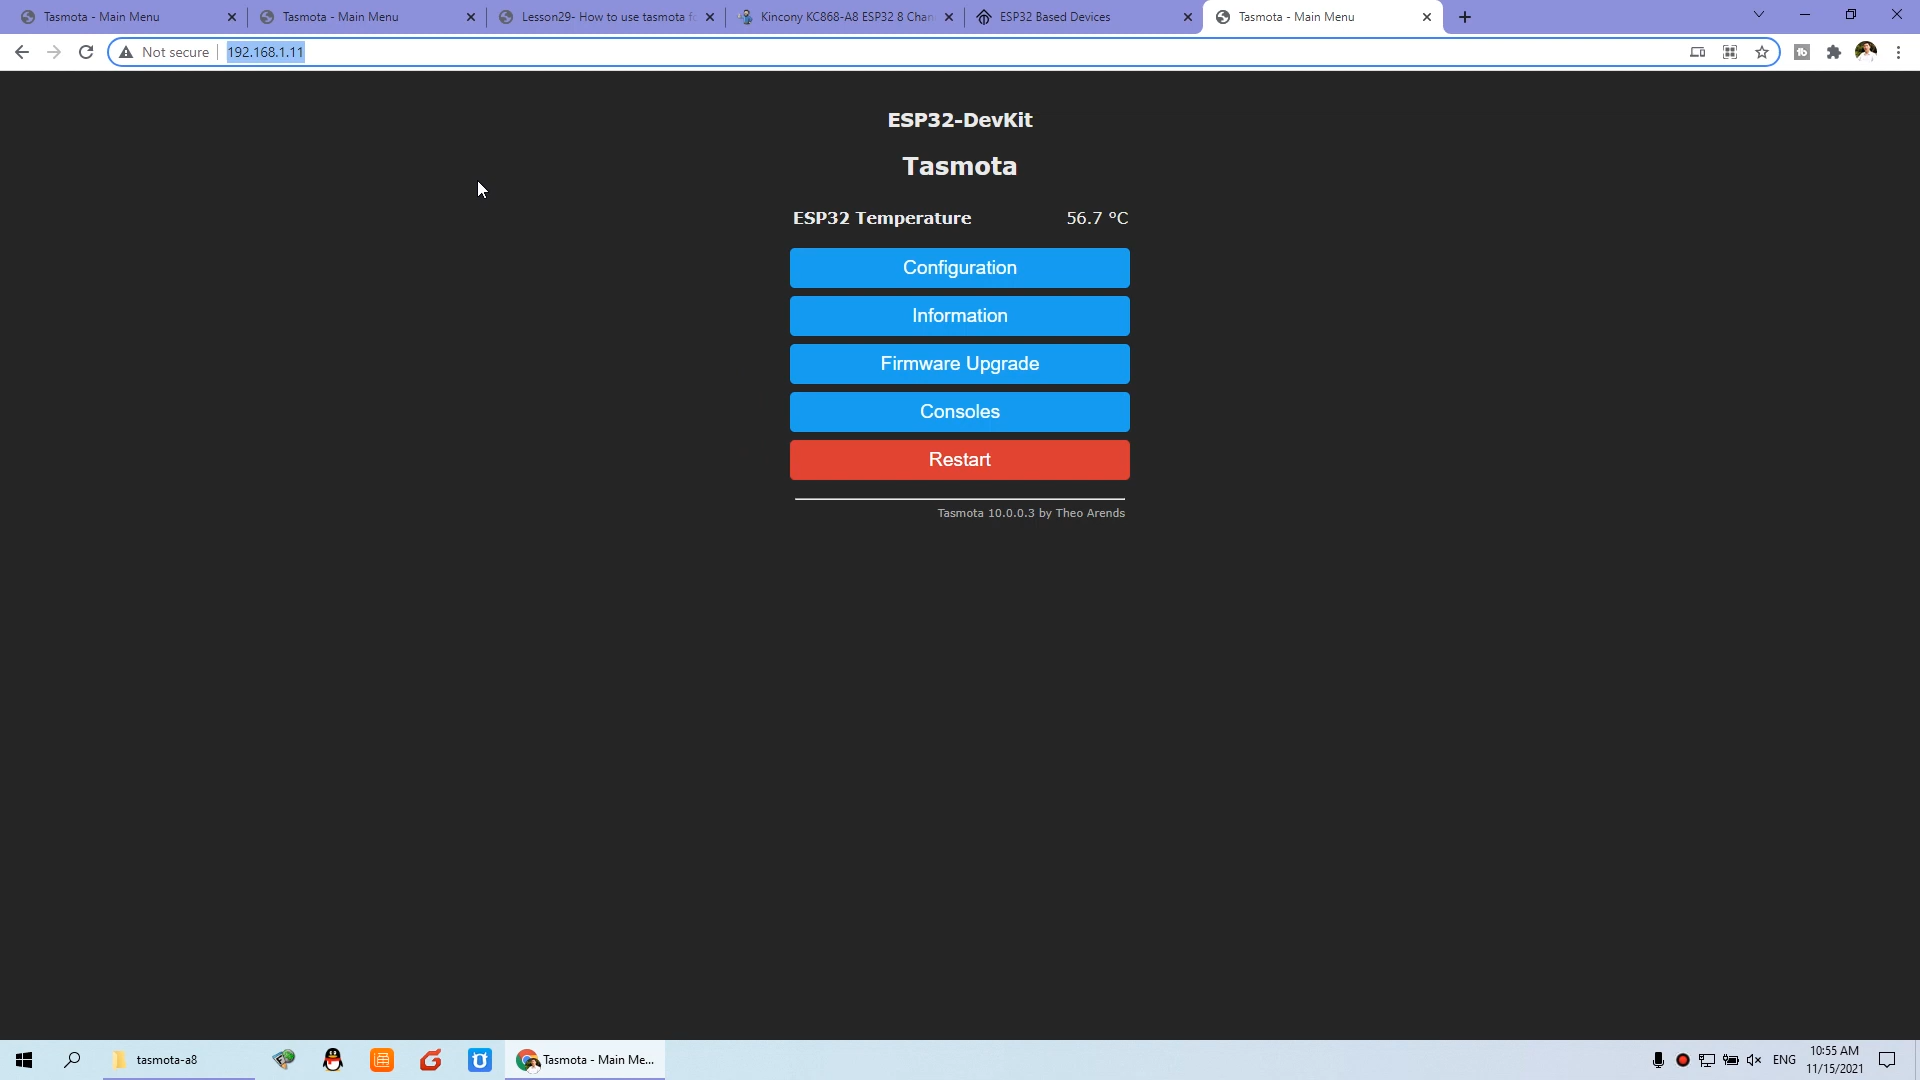 Tasmota - Main Menu
Tasmota - Main Menu
Lesson29- How to use tasmota f
Kincony KC868-A8 ESP32 8 Chan
ESP32 Based Devices
Tasmota - Main Menu
Not secure
192.168.1.11
ESP32-DevKit
Tasmota
ESP32 Temperature 56.7 °C
Configuration
Information
Firmware Upgrade
Consoles
Restart
Tasmota 10.0.0.3 by Theo Arends
tasmota-a8
Tasmota - Main Me...
ENG
10:55 AM
11/15/2021